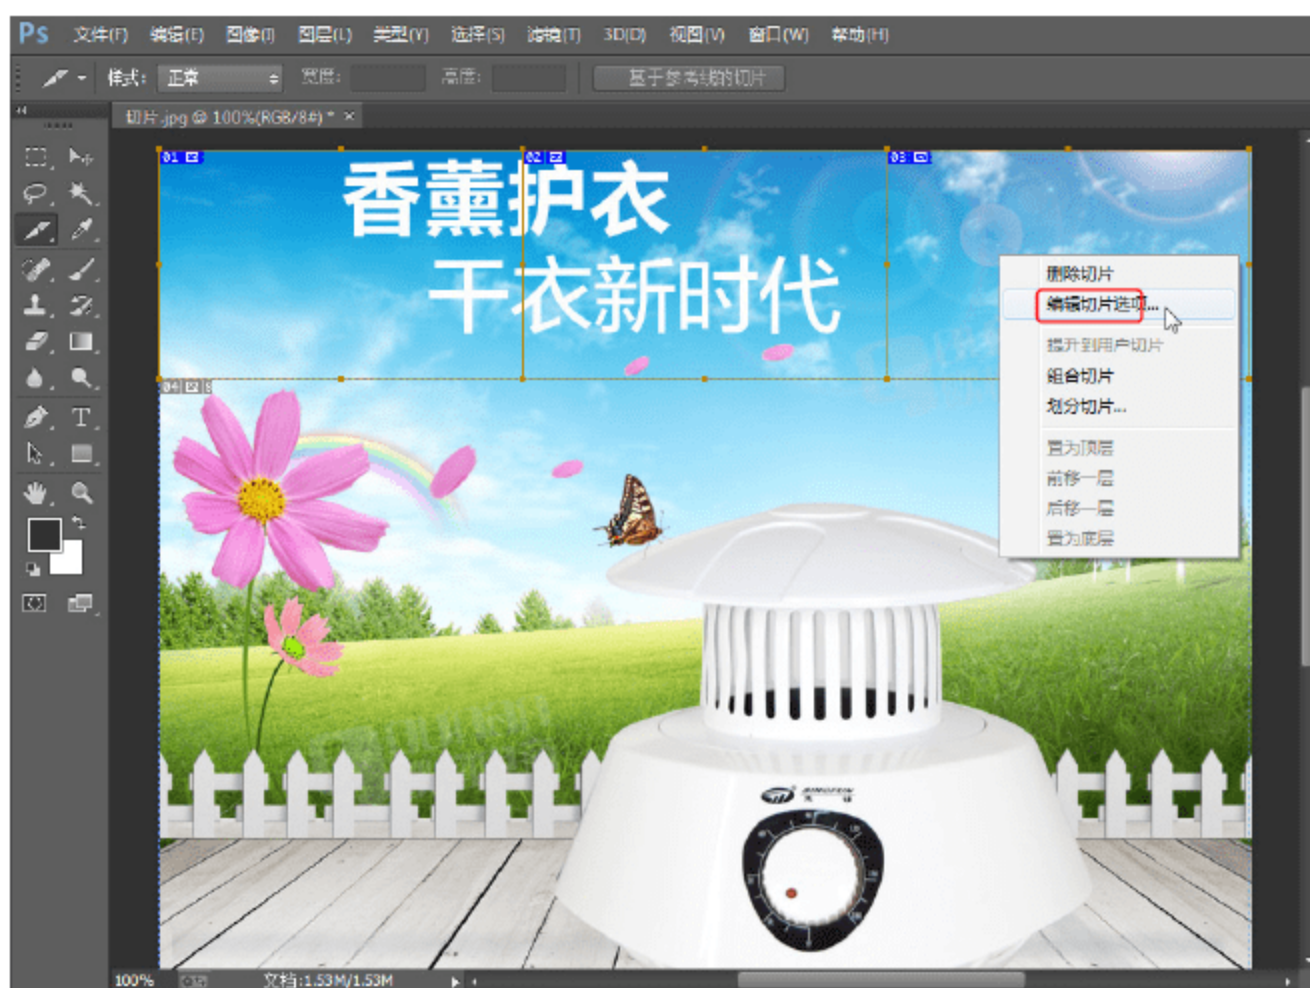 Ps 文件(F) 编辑(E) 图像(I) 图层(L) 类型(Y) 选择(S) 滤镜(T) 3D(D) 视图(V) 窗口(W) 帮助(H)
样式: 正常 宽度: 高度: 基于参考线的切片
切片.jpg @ 100%(RGB/8#) * ×
01 02 03
香薰护衣
干衣新时代
删除切片
编辑切片选项...
提升到用户切片
组合切片
划分切片...
置为顶层
前移一层
后移一层
置为底层
04
100% 文档:1.53M/1.53M